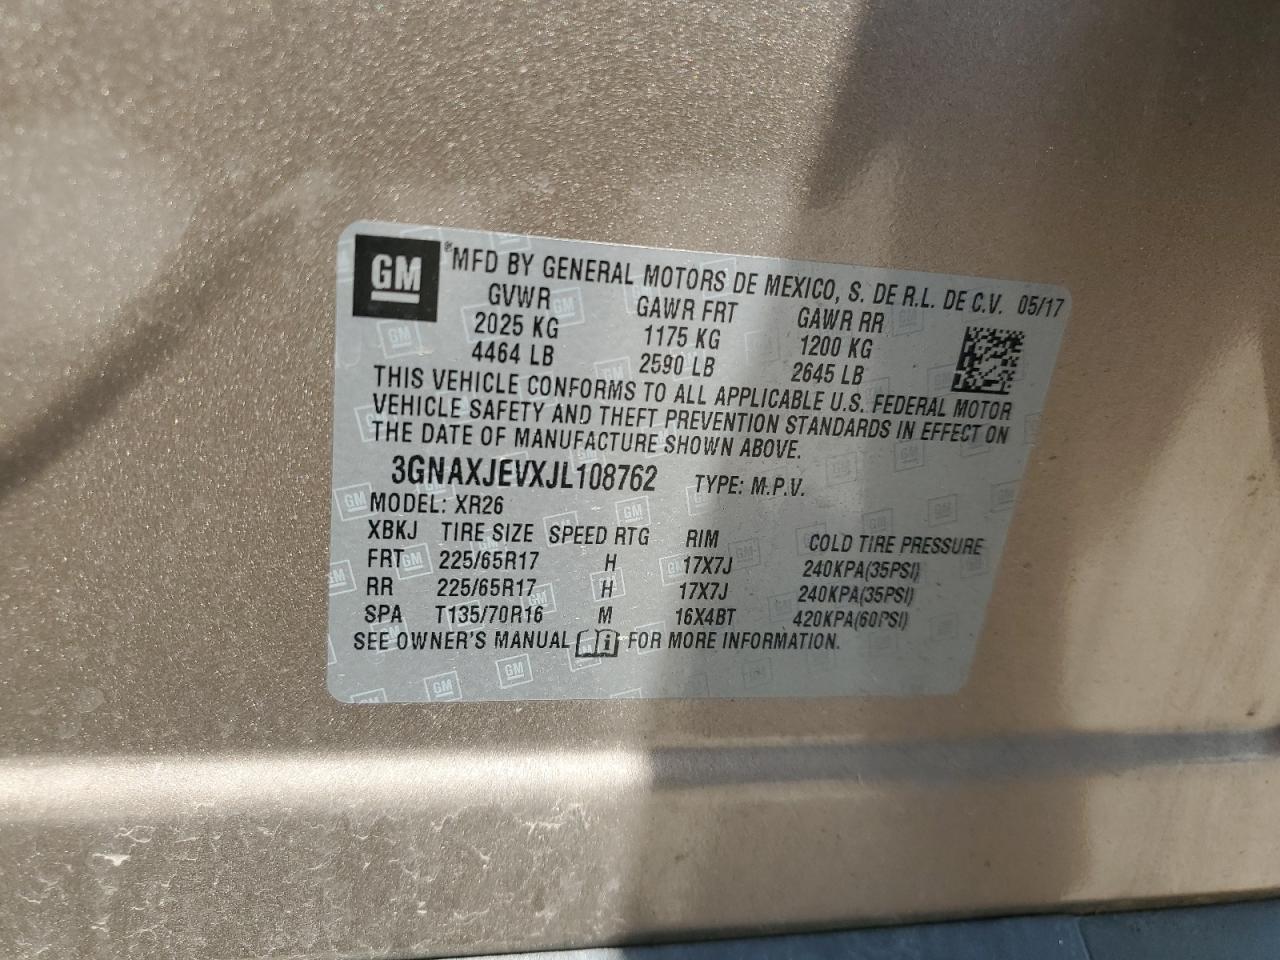 GM ® MFD BY GENERAL MOTORS DE MEXICO, S. DE R.L. DE C.V. 05/17
GVWR GAWR FRT GAWR RR
2025 KG 1175 KG 1200 KG
4464 LB 2590 LB 2645 LB
THIS VEHICLE CONFORMS TO ALL APPLICABLE U.S. FEDERAL MOTOR
VEHICLE SAFETY AND THEFT PREVENTION STANDARDS IN EFFECT ON
THE DATE OF MANUFACTURE SHOWN ABOVE.
3GNAXJEVXJL108762 TYPE: M.P.V.
MODEL: XR26
XBKJ TIRE SIZE SPEED RTG RIM COLD TIRE PRESSURE
FRT 225/65R17 H 17X7J 240KPA(35PSI)
RR 225/65R17 H 17X7J 240KPA(35PSI)
SPA T135/70R16 M 16X4BT 420KPA(60PSI)
SEE OWNER'S MANUAL i FOR MORE INFORMATION.